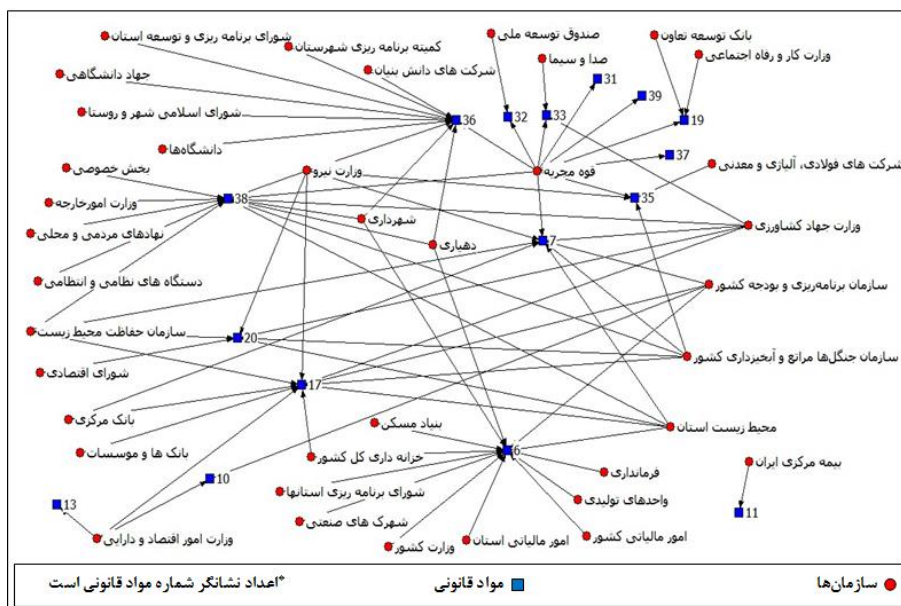 شورای برنامه ریزی و توسعه استان
کمیته برنامه ریزی شهرستان
صندوق توسعه ملی
بانک توسعه تعاون
جهاد دانشگاهی
شرکت های دانش بنیان
صدا و سیما
وزارت کار و رفاه اجتماعی
31
39
شورای اسلامی شهر و روستا
36
32
33
19
دانشگاه‌ها
37
بخش خصوصی
وزارت نیرو
قوه مجریه
شرکت های فولادی، آلیاژی و معدنی
38
35
وزارت امورخارجه
شهرداری
وزارت جهاد کشاورزی
نهادهای مردمی و محلی
دهیاری
7
دستگاه های نظامی و انتظامی
سازمان برنامه‌ریزی و بودجه کشور
سازمان حفاظت محیط زیست
20
سازمان جنگل‌ها مراتع و آبخیزداری کشور
شورای اقتصادی
17
بانک مرکزی
بنیاد مسکن
محیط زیست استان
بانک ها و موسسات
خزانه داری کل کشور
6
بیمه مرکزی ایران
10
فرمانداری
شورای برنامه ریزی استانها
واحدهای تولیدی
13
شهرک های صنعتی
11
وزارت امور اقتصاد و دارایی
وزارت کشور
امور مالیاتی استان
امور مالیاتی کشور
سازمان‌ها
مواد قانونی
*اعداد نشانگر شماره مواد قانونی است